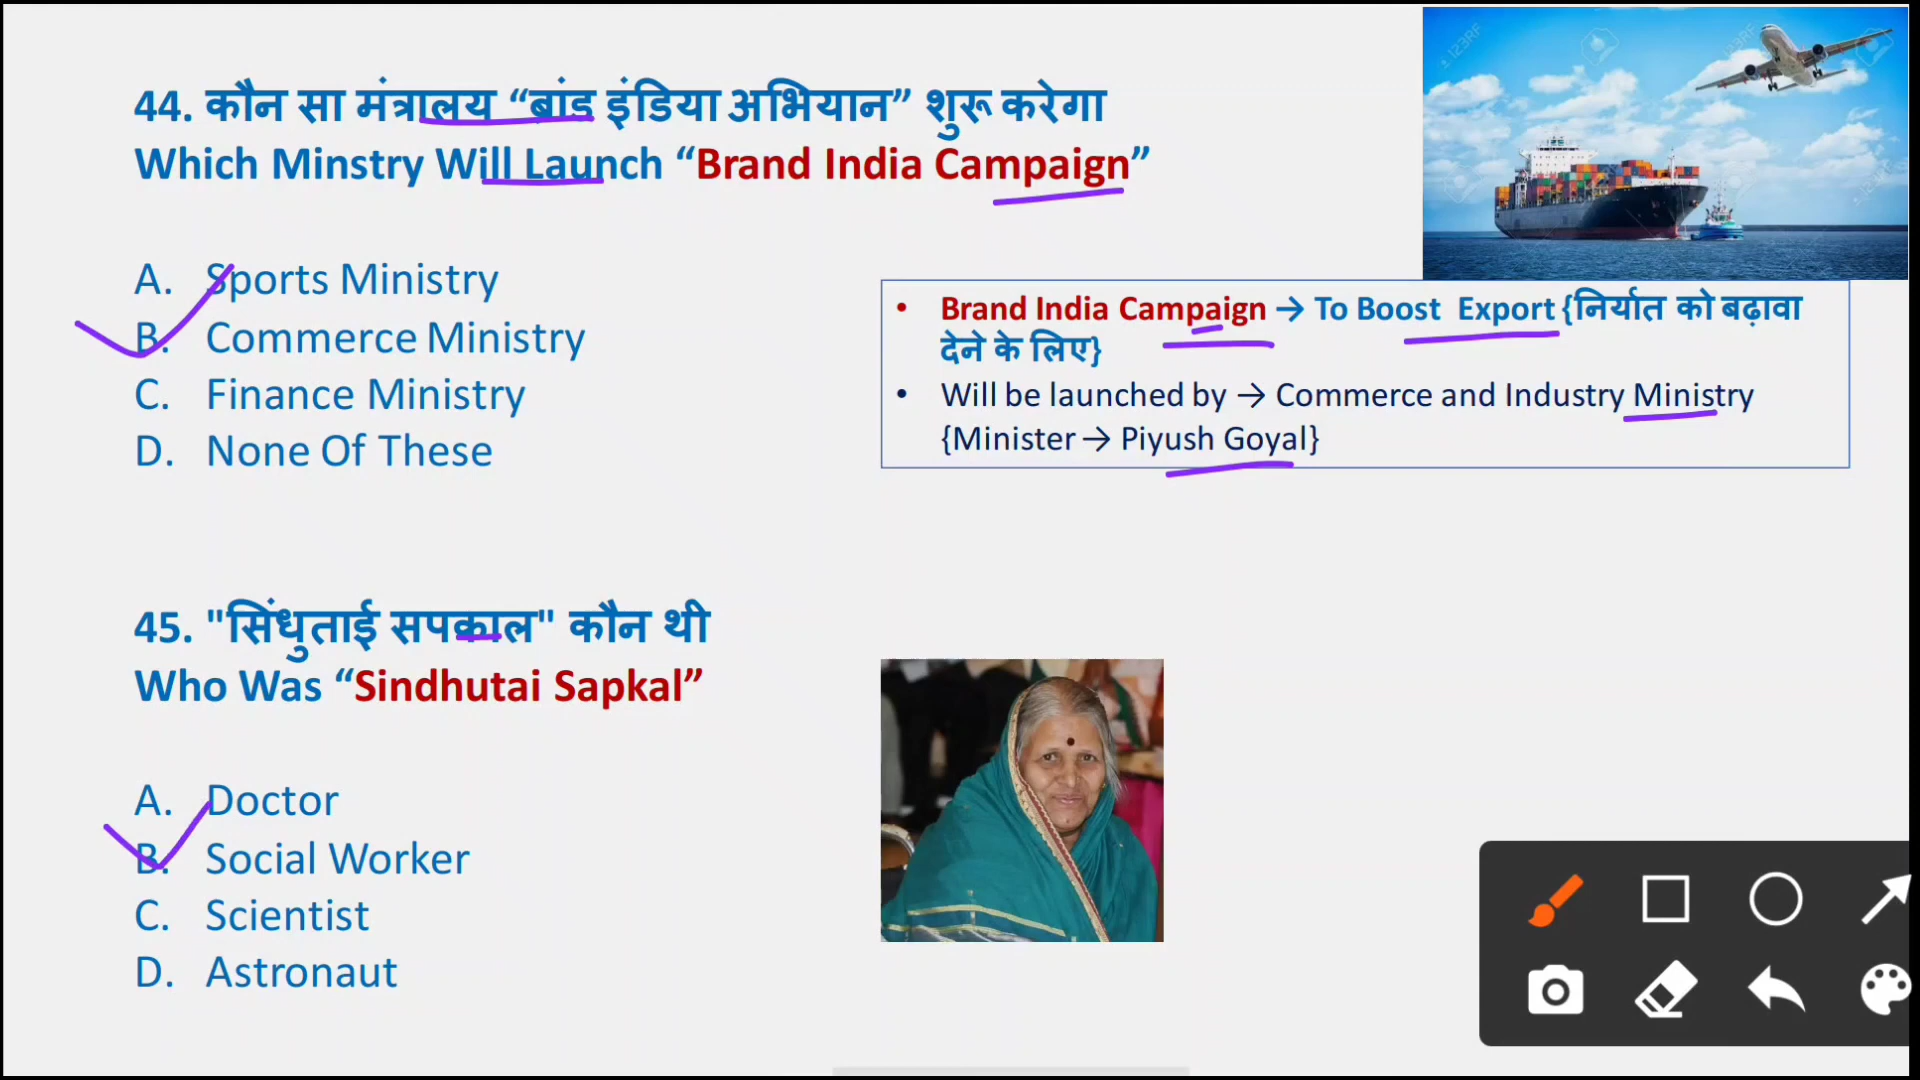 44. कौन सा मंत्रालय “बांड इंडिया अभियान” शुरू करेगा
Which Minstry Will Launch “Brand India Campaign”
A. Sports Ministry
B. Commerce Ministry
C. Finance Ministry
D. None Of These
• Brand India Campaign → To Boost Export {निर्यात को बढ़ावा
देने के लिए}
• Will be launched by → Commerce and Industry Ministry
{Minister → Piyush Goyal}
45. "सिंधुताई सपकाल" कौन थी
Who Was “Sindhutai Sapkal”
A. Doctor
B. Social Worker
C. Scientist
D. Astronaut